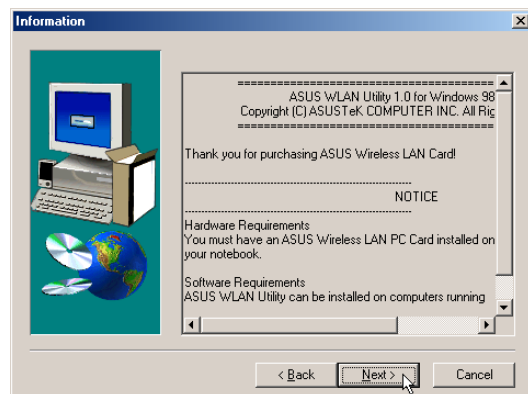 Information
======================================
ASUS WLAN Utility 1.0 for Windows 98
Copyright (C) ASUSTeK COMPUTER INC. All
======================================
Thank you for purchasing ASUS Wireless LAN Card!
----------------------------------------------------------------------
NOTICE
----------------------------------------------------------------------
Hardware Requirements
You must have an ASUS Wireless LAN PC Card installed on
your notebook.
Software Requirements
ASUS WLAN Utility can be installed on computers running
< Back
Next >
Cancel